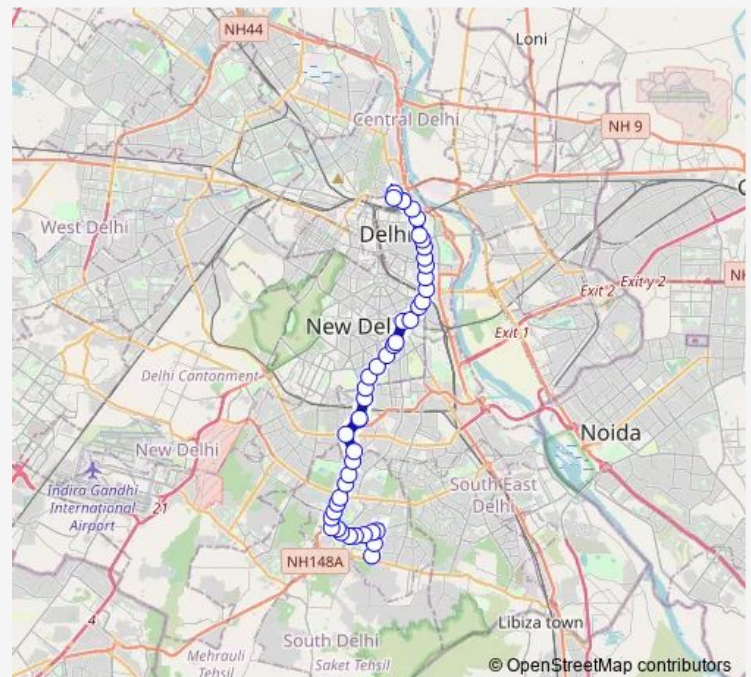 NH44
Loni
Central Delhi
NH 9
West Delhi
Delhi
Exit 2
Exit y 2
New Del
Exit 1
Delhi Cantonment
New Delhi
Noida
Indira Gandhi
International
Airport
21
South East
Delhi
NH148A
4
Libiza town
South Delhi
Mehrauli
Tehsil
Saket Tehsil
© OpenStreetMap contributors